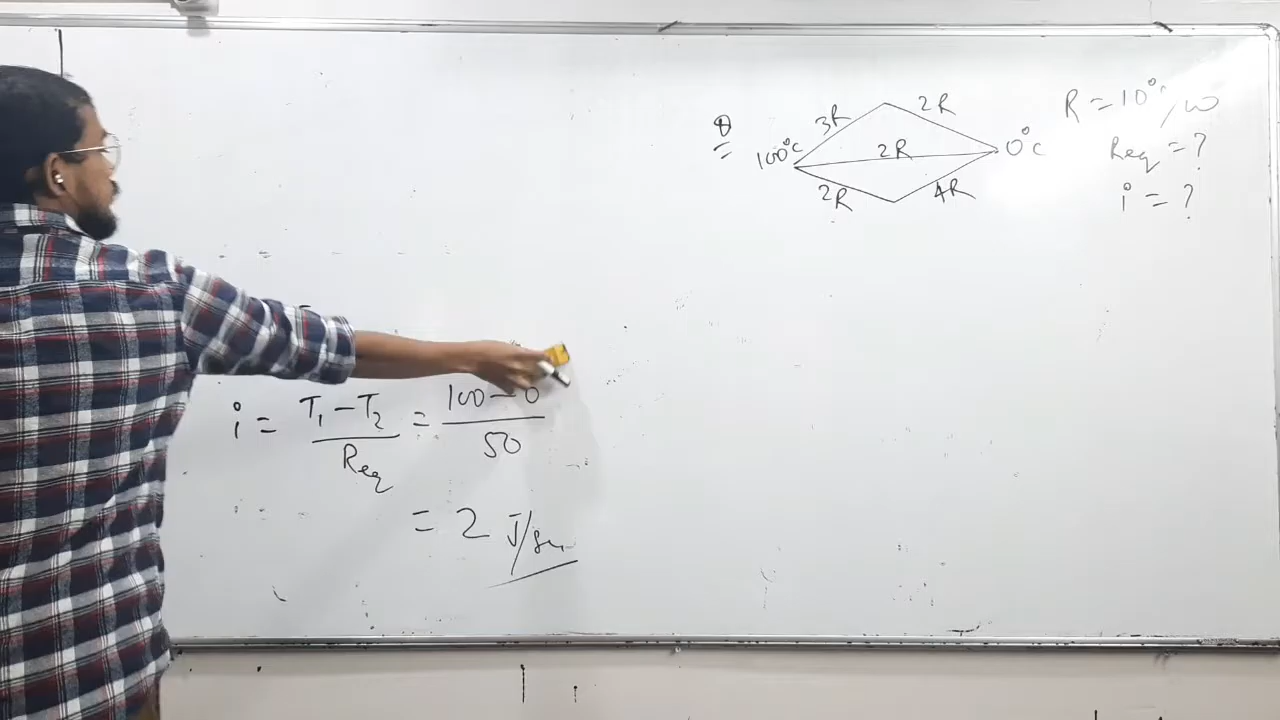 i = T₁ - T₂ / Req = 100 - 0 / 50
= 2 J/sec
Q
3R
2R
100°C
2R
0°C
2R
4R
R = 10°C/W
Req = ?
i = ?